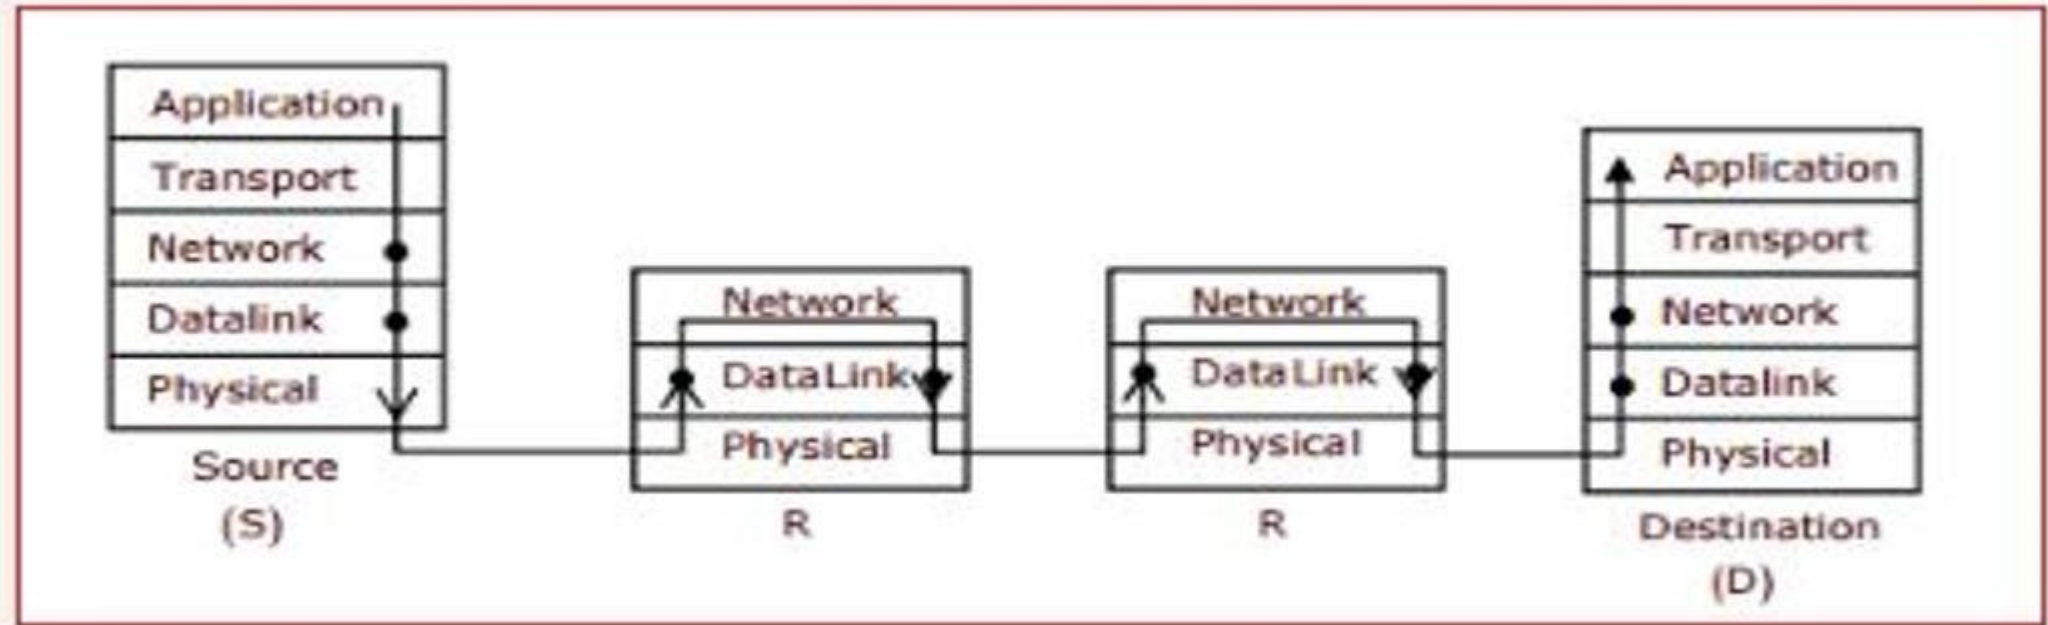 Application
Transport
Network
Datalink
Physical
Source
(S)
Network
DataLink
Physical
R
Network
DataLink
Physical
R
Application
Transport
Network
Datalink
Physical
Destination
(D)